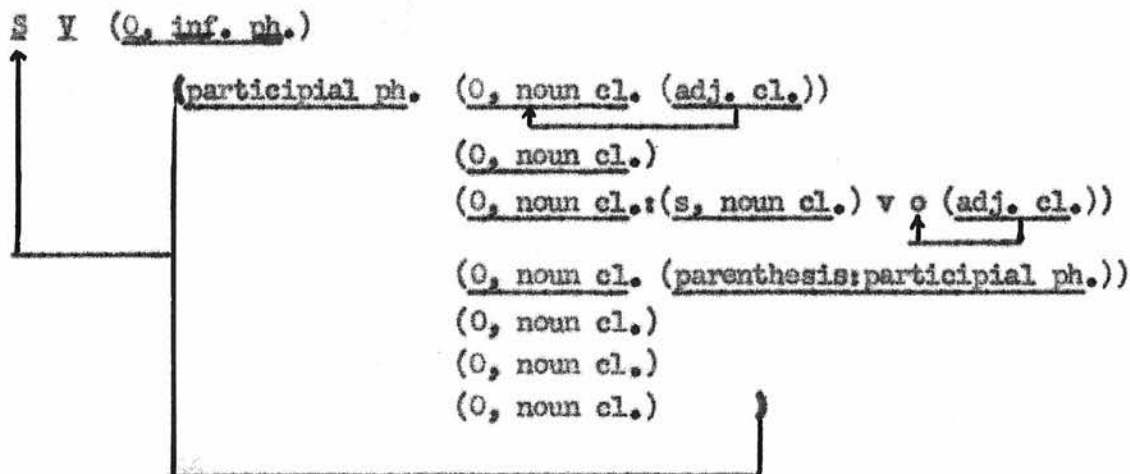 S V (O, inf. ph.)
(participial ph. (O, noun cl. (adj. cl.))
(O, noun cl.)
(O, noun cl.:(s, noun cl.) v o (adj. cl.))
(O, noun cl. (parenthesis:participial ph.))
(O, noun cl.)
(O, noun cl.)
(O, noun cl.) )